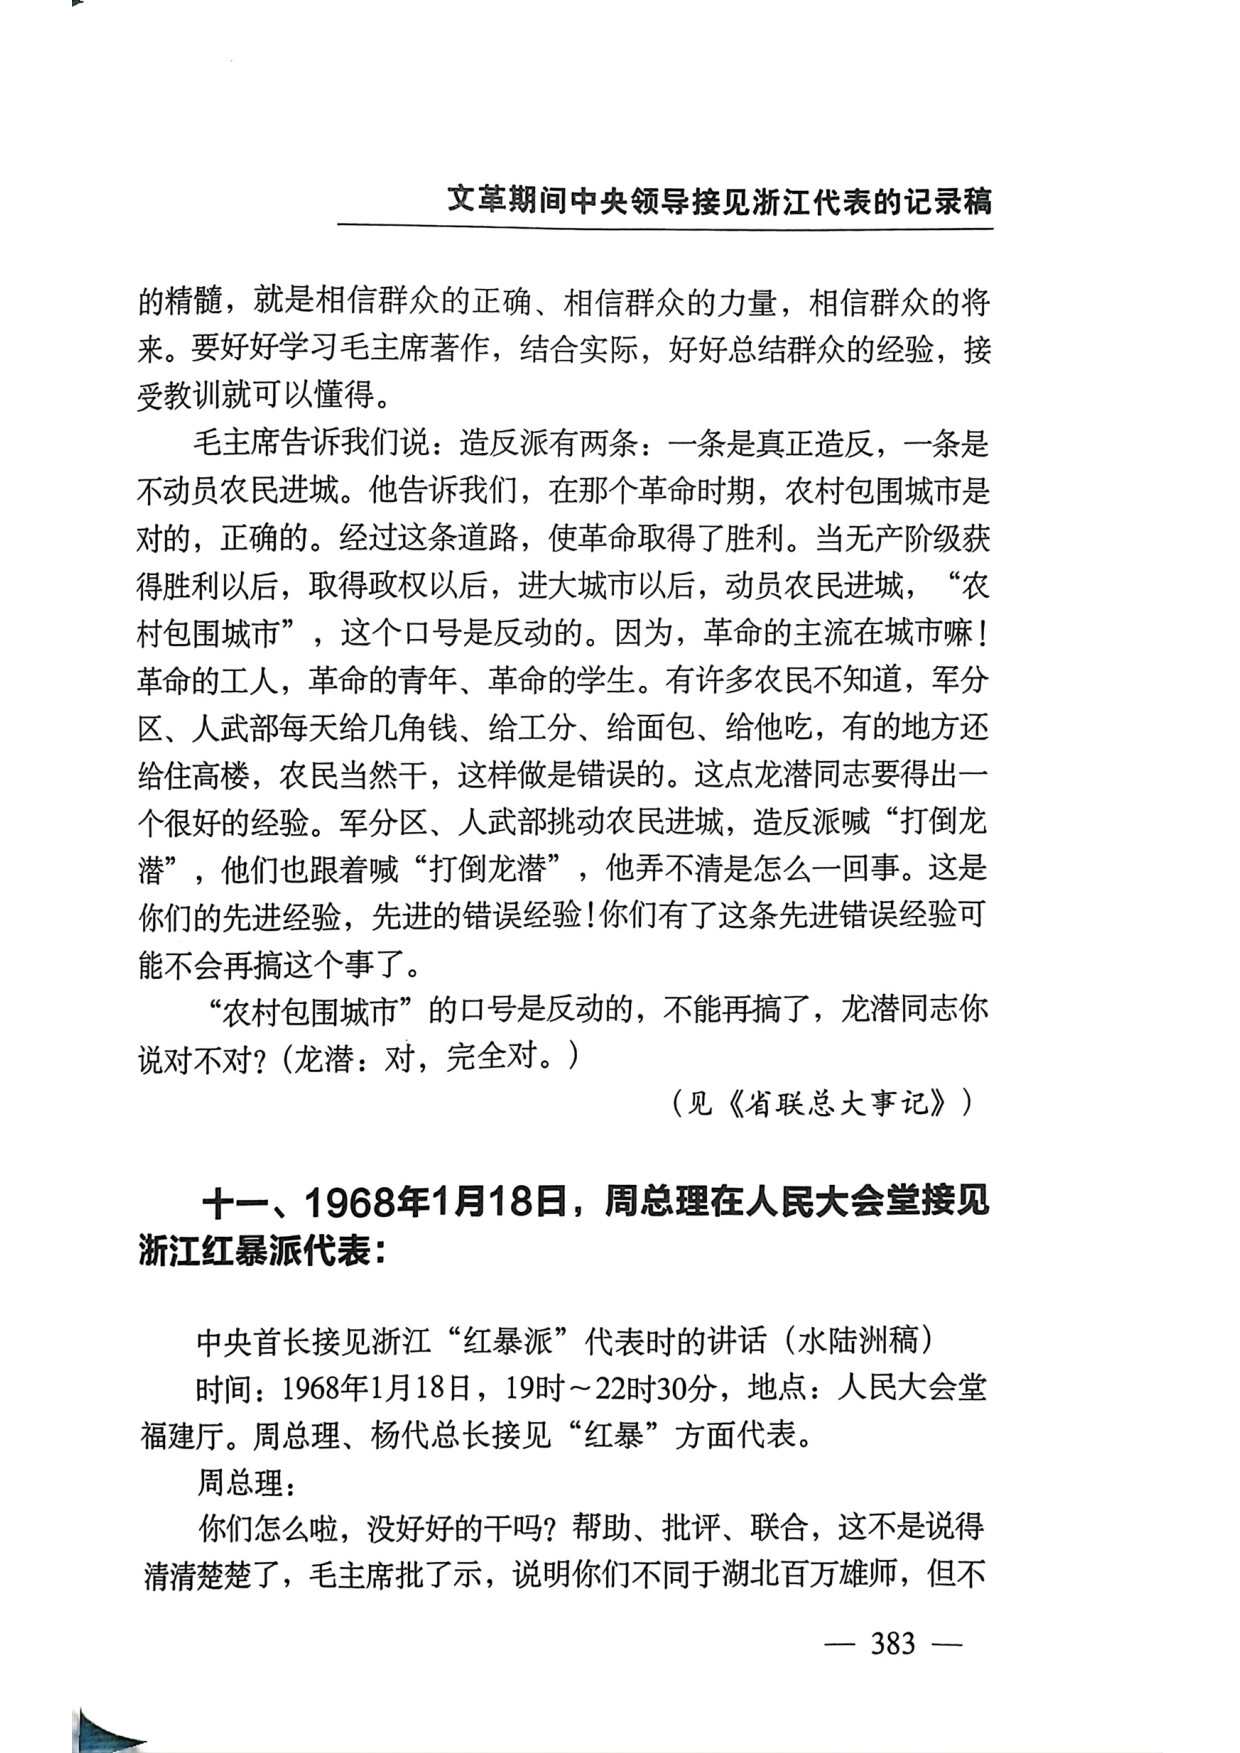 文革期间中央领导接见浙江代表的记录稿
的精髓，就是相信群众的正确、相信群众的力量，相信群众的将
来。要好好学习毛主席著作，结合实际，好好总结群众的经验，接
受教训就可以懂得。
毛主席告诉我们说：造反派有两条：一条是真正造反，一条是
不动员农民进城。他告诉我们，在那个革命时期，农村包围城市是
对的，正确的。经过这条道路，使革命取得了胜利。当无产阶级获
得胜利以后，取得政权以后，进大城市以后，动员农民进城，“农
村包围城市”，这个口号是反动的。因为，革命的主流在城市嘛！
革命的工人，革命的青年、革命的学生。有许多农民不知道，军分
区、人武部每天给几角钱、给工分、给面包、给他吃，有的地方还
给住高楼，农民当然干，这样做是错误的。这点龙潜同志要得出一
个很好的经验。军分区、人武部挑动农民进城，造反派喊“打倒龙
潜”，他们也跟着喊“打倒龙潜”，他弄不清是怎么一回事。这是
你们的先进经验，先进的错误经验！你们有了这条先进错误经验可
能不会再搞这个事了。
“农村包围城市”的口号是反动的，不能再搞了，龙潜同志你
说对不对？（龙潜：对，完全对。）
（见《省联总大事记》）
十一、1968年1月18日，周总理在人民大会堂接见
浙江红暴派代表：
中央首长接见浙江“红暴派”代表时的讲话（水陆洲稿）
时间：1968年1月18日，19时～22时30分，地点：人民大会堂
福建厅。周总理、杨代总长接见“红暴”方面代表。
周总理：
你们怎么啦，没好好的干吗？帮助、批评、联合，这不是说得
清清楚楚了，毛主席批了示，说明你们不同于湖北百万雄师，但不
— 383 —